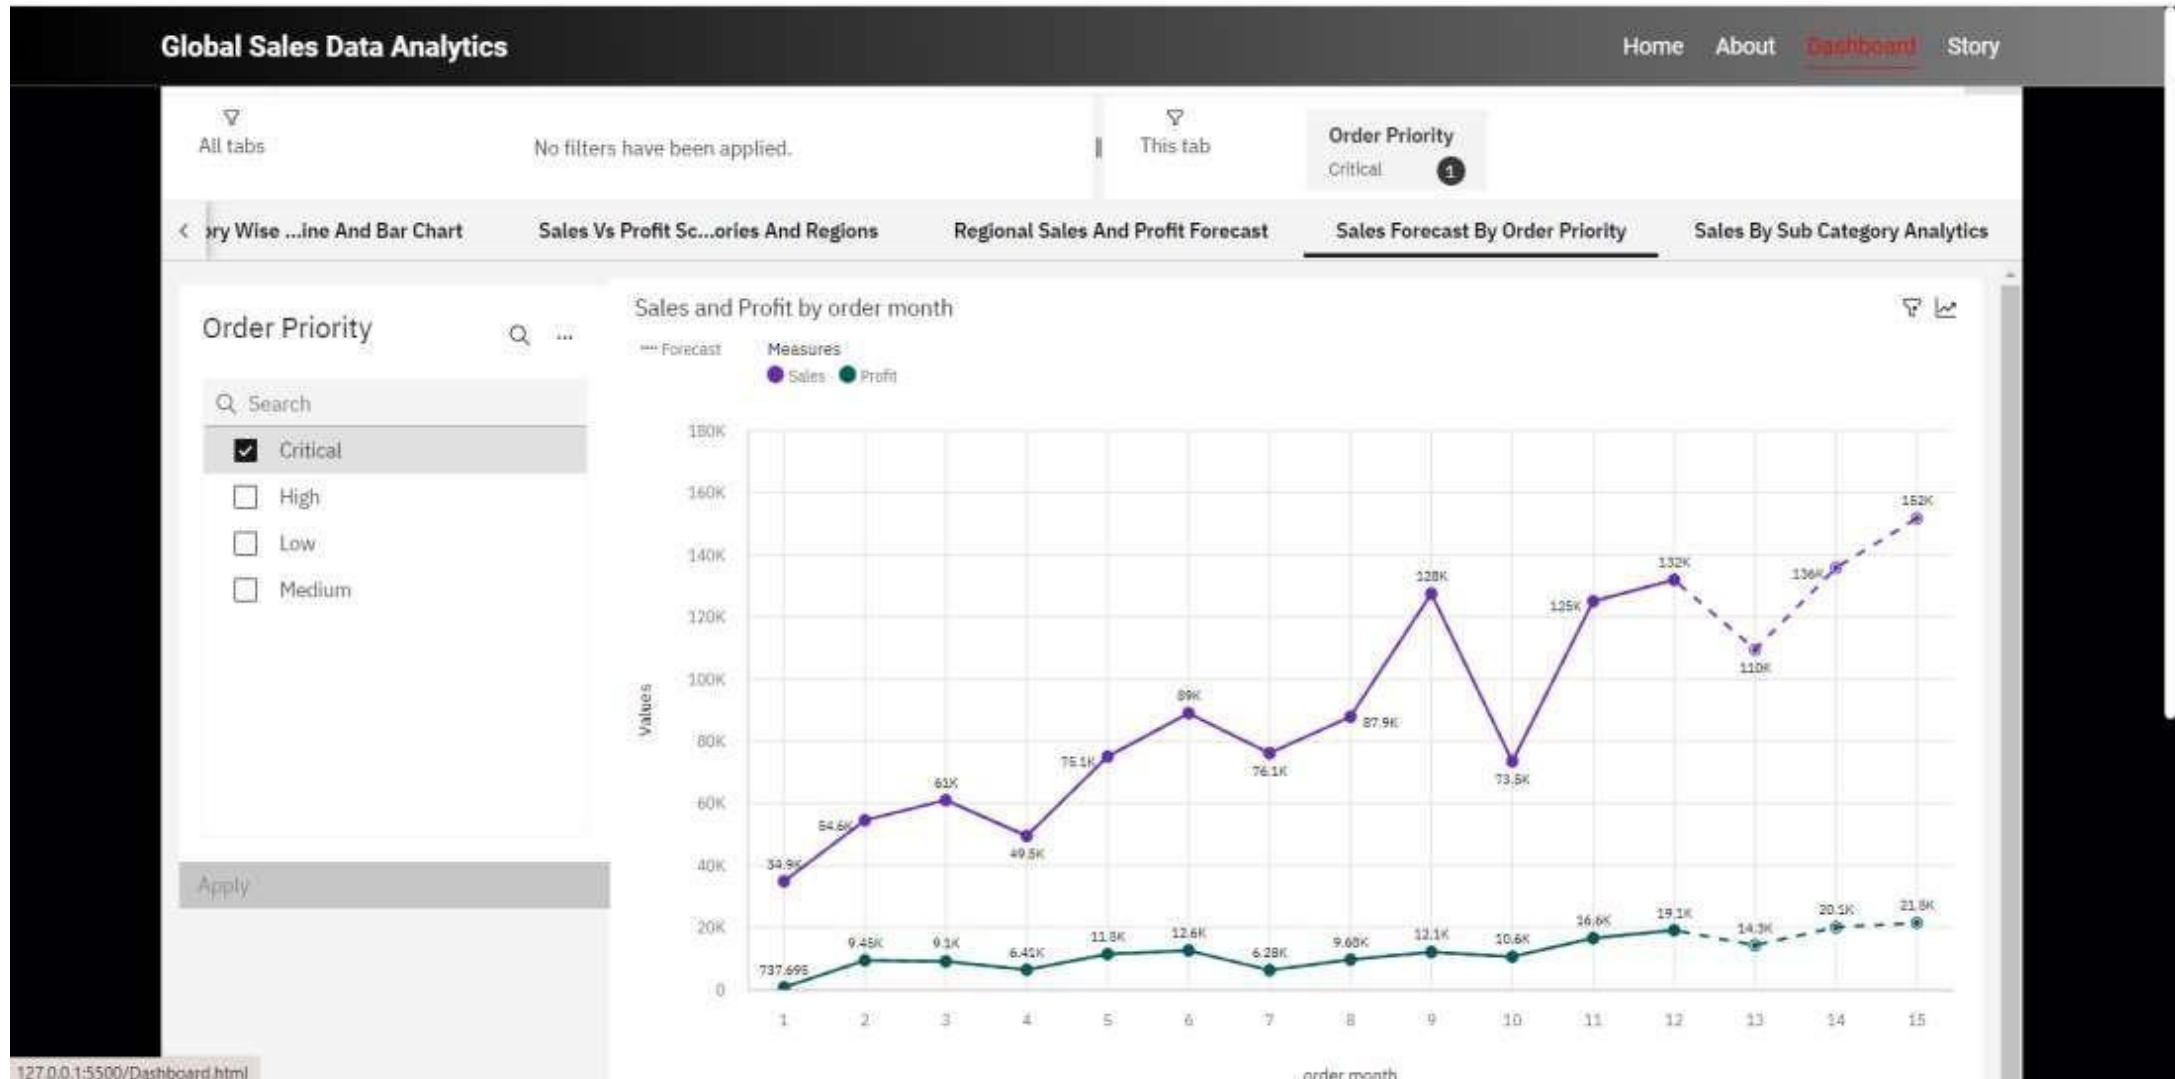 Global Sales Data Analytics
Home About Dashboard Story
All tabs
No filters have been applied.
This tab
Order Priority
Critical 1
ory Wise ...ine And Bar Chart
Sales Vs Profit Sc...ories And Regions
Regional Sales And Profit Forecast
Sales Forecast By Order Priority
Sales By Sub Category Analytics
Order Priority
...
Search
Critical
High
Low
Medium
Apply
Sales and Profit by order month
Forecast
Measures
Sales Profit
Values
180K
160K
140K
120K
100K
80K
60K
40K
20K
0
34.9K
54.6K
61K
49.5K
75.1K
89K
76.1K
87.9K
128K
73.5K
125K
132K
110K
136K
152K
737.695
9.45K
9.1K
6.41K
12.6K
6.28K
12.1K
10.6K
16.6K
19.1K
14.3K
20.1K
1 2 3 4 5 6 7 8 9 10 11 12 13 14 15
order month
127.0.0.1:5500/Dashboard.html